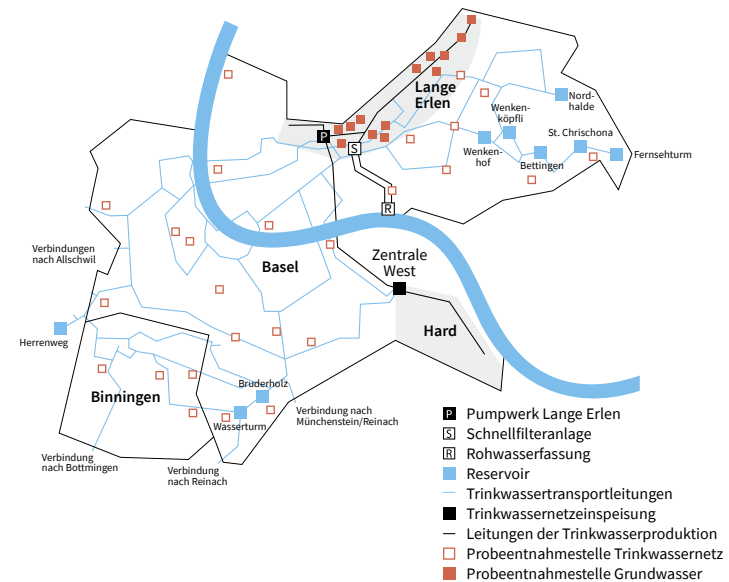 Lange
Erlen
Nord-
halde
Wenken-
köpfli
St. Chrischona
P
S
Wenken-
hof
Bettingen
Fernsehturm
R
Verbindungen
nach Allschwil
Basel
Zentrale
West
Herrenweg
Hard
Bruderholz
Binningen
Wasserturm
Verbindung nach
Münchenstein/Reinach
Verbindung
nach Bottmingen
Verbindung
nach Reinach
P Pumpwerk Lange Erlen
S Schnellfilteranlage
R Rohwasserfassung
Reservoir
Trinkwassertransportleitungen
Trinkwassernetzeinspeisung
Leitungen der Trinkwasserproduktion
Probeentnahmestelle Trinkwassernetz
Probeentnahmestelle Grundwasser